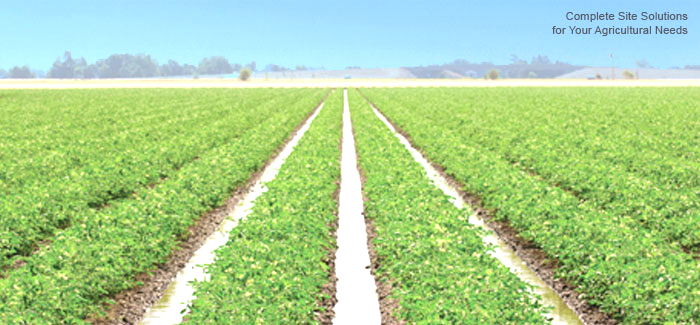 Complete Site Solutions
for Your Agricultural Needs